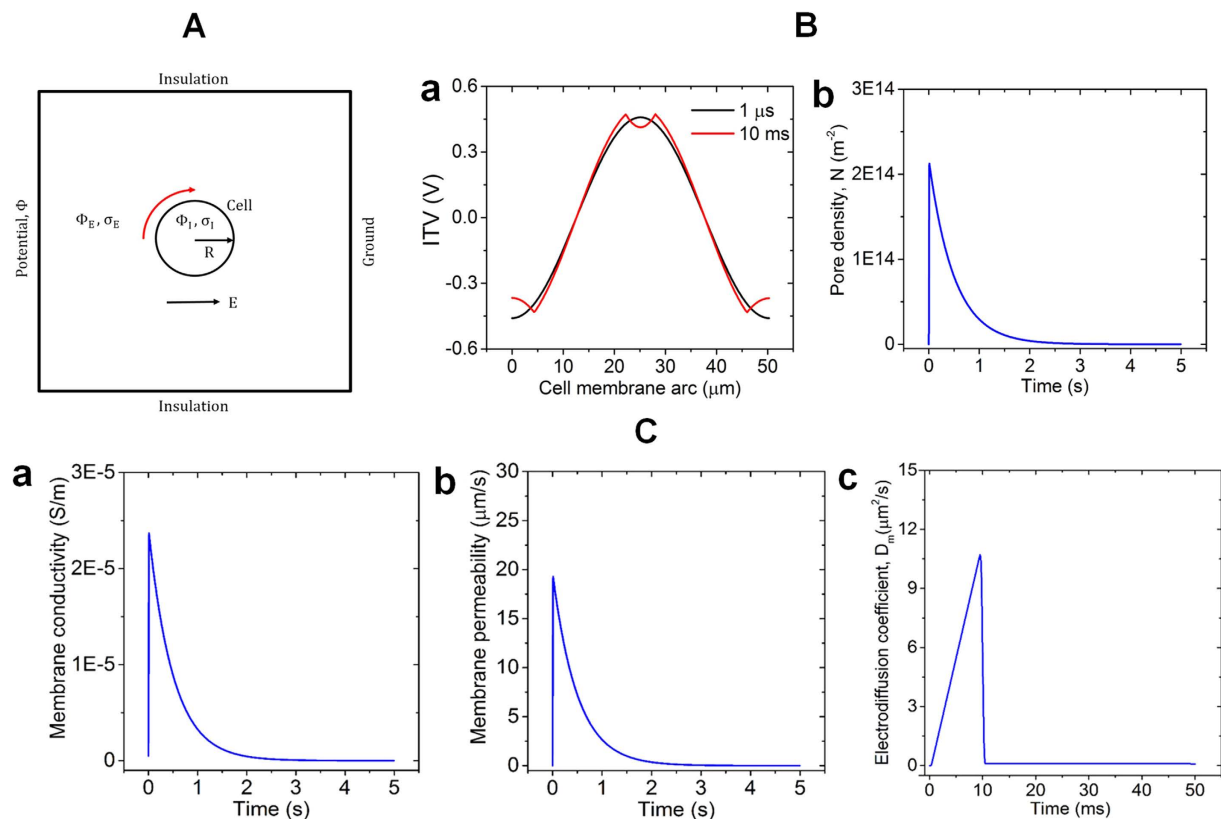 A
Insulation
Potential, Φ
Φ_E, σ_E
Φ_I, σ_I
Cell
R
E
Ground
Insulation
B
a
ITV (V)
0.6
0.3
0.0
-0.3
-0.6
1 μs
10 ms
0 10 20 30 40 50
Cell membrane arc (μm)
b
Pore density, N (m⁻²)
3E14
2E14
1E14
0
0 1 2 3 4 5
Time (s)
C
a
Membrane conductivity (S/m)
3E-5
2E-5
1E-5
0
0 1 2 3 4 5
Time (s)
b
Membrane permeability (μm/s)
30
25
20
15
10
5
0
0 1 2 3 4 5
Time (s)
c
Electrodiffusion coefficient, D_m(μm²/s)
15
12
9
6
3
0
0 10 20 30 40 50
Time (ms)